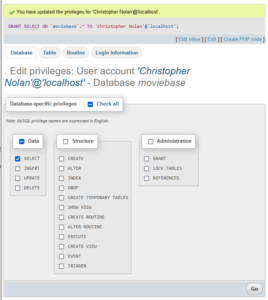 You have updated the privileges for 'Christopher Nolan'@'localhost'.
GRANT SELECT ON `moviebase`.* TO 'Christopher Nolan'@'localhost';
[ Edit inline ] [ Edit ] [ Create PHP code ]
Database Table Routine Login Information
Edit privileges: User account 'Christopher
Nolan'@'localhost' - Database moviebase
Database-specific privileges Check all
Note: MySQL privilege names are expressed in English.
Data
SELECT
INSERT
UPDATE
DELETE
Structure
CREATE
ALTER
INDEX
DROP
CREATE TEMPORARY TABLES
SHOW VIEW
CREATE ROUTINE
ALTER ROUTINE
EXECUTE
CREATE VIEW
EVENT
TRIGGER
Administration
GRANT
LOCK TABLES
REFERENCES
Go